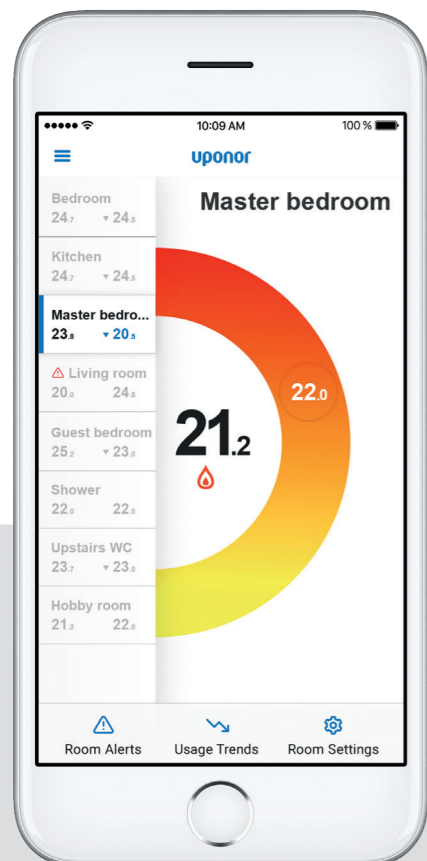 10:09 AM
100 %
uponor
Master bedroom
Bedroom
24.7 ▼ 24.5
Kitchen
24.7 ▼ 24.5
Master bedro...
23.8 ▼ 20.5
Living room
20.0 24.5
Guest bedroom
25.2 ▼ 23.0
Shower
22.0 22.0
Upstairs WC
23.7 ▼ 23.0
Hobby room
21.2 22.0
22.0
21.2
Room Alerts
Usage Trends
Room Settings